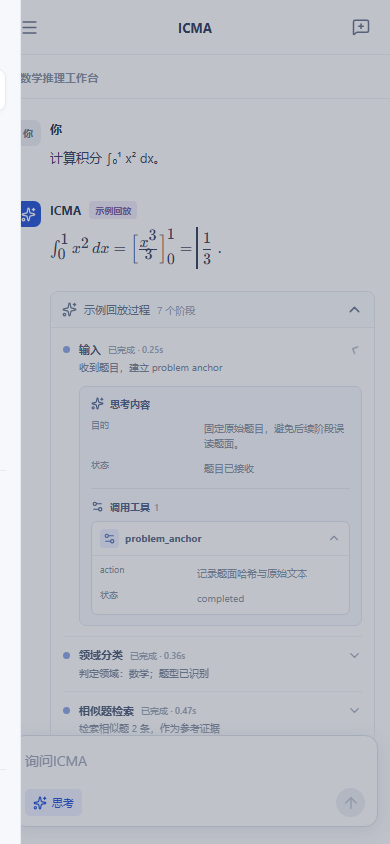 ICMA
数学推理工作台
你
你
计算积分 ∫₀¹ x² dx。
ICMA 示例回放
∫₀¹ x² dx = [x³/3]₀¹ = 1/3 .
示例回放过程 7 个阶段
输入 已完成 · 0.25s
收到题目，建立 problem anchor
思考内容
目的 固定原始题目，避免后续阶段误
读题面。
状态 题目已接收
调用工具 1
problem_anchor
action 记录题面哈希与原始文本
状态 completed
领域分类 已完成 · 0.36s
判定领域：数学；题型已识别
相似题检索 已完成 · 0.47s
检索相似题 2 条，作为参考证据
询问ICMA
思考